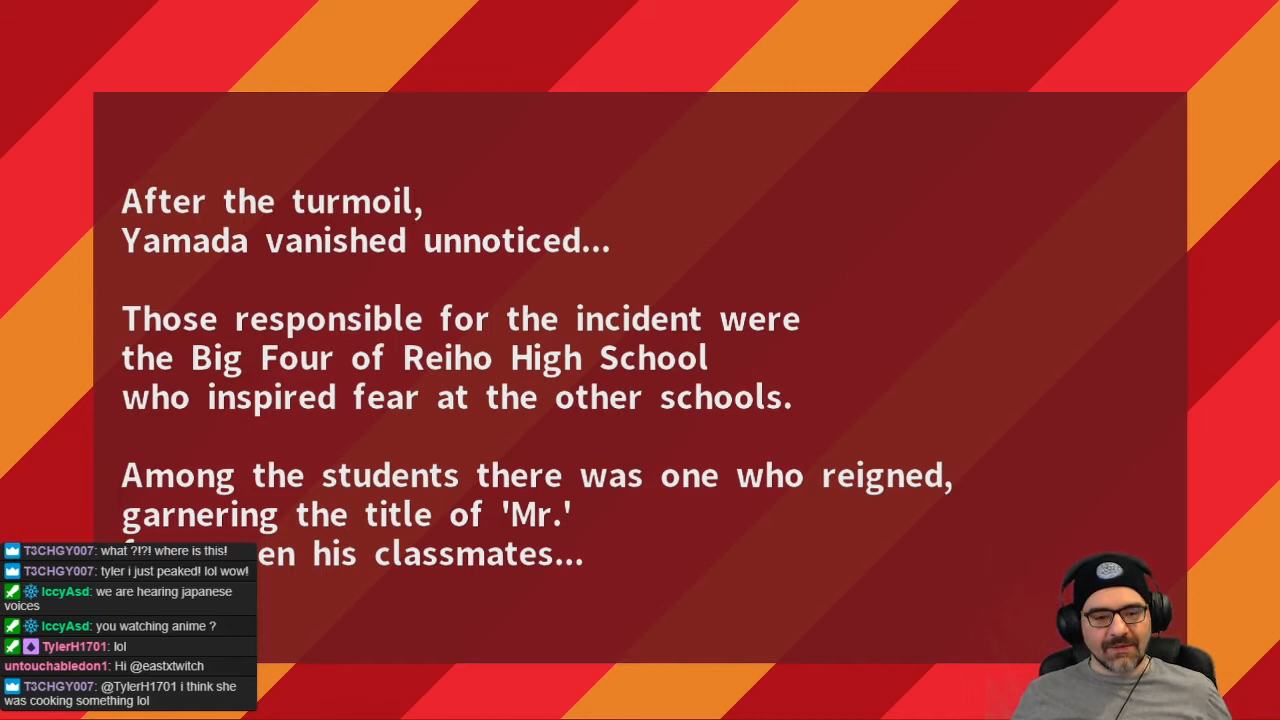 After the turmoil,
Yamada vanished unnoticed...
Those responsible for the incident were
the Big Four of Reiho High School
who inspired fear at the other schools.
Among the students there was one who reigned,
garnering the title of 'Mr.'
his classmates...
T3CHGY007: what ?!?! where is this!
T3CHGY007: tyler i just peaked! lol wow!
IccyAsd: we are hearing japanese
voices
IccyAsd: you watching anime ?
TylerH1701: lol
untouchabledon1: Hi @eastxtwitch
T3CHGY007: @TylerH1701 i think she
was cooking something lol